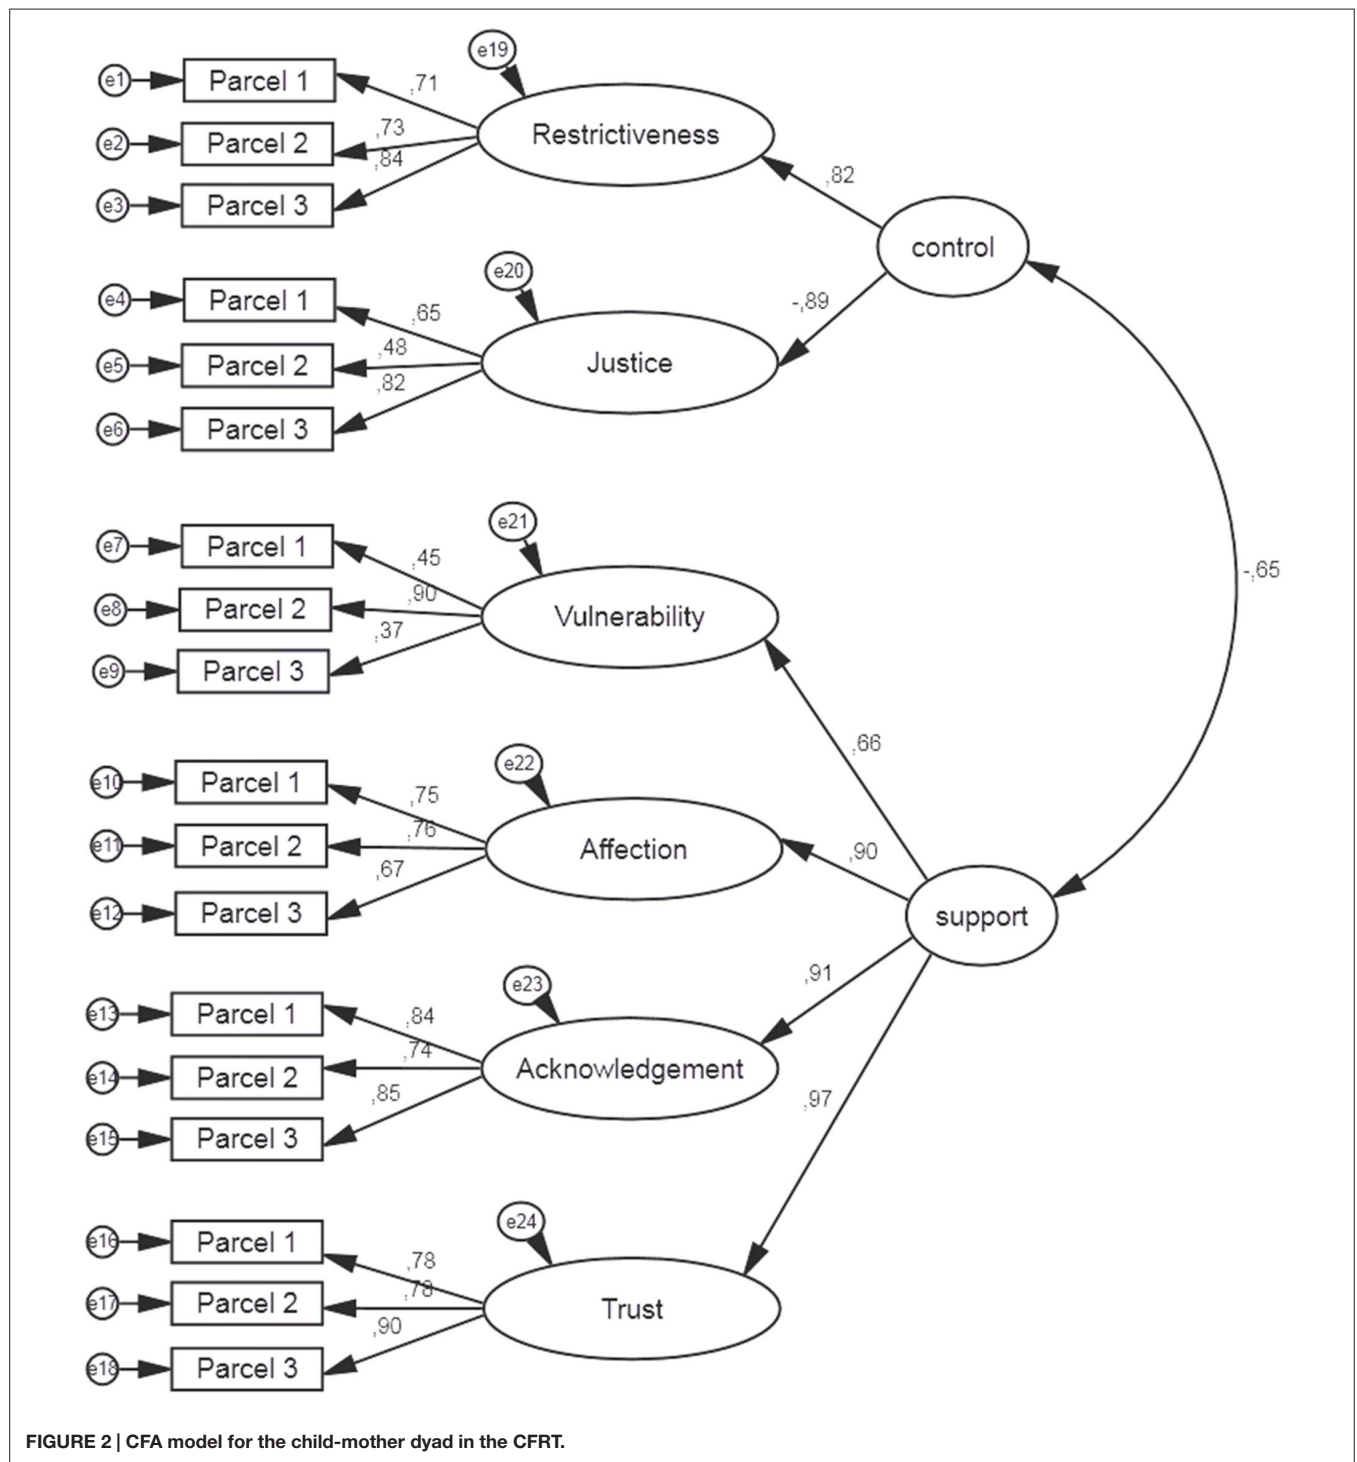 e19
e1 Parcel 1 ,71
e2 Parcel 2 ,73
,84
e3 Parcel 3
Restrictiveness
,82
control
e20
e4 Parcel 1 ,65
e5 Parcel 2 ,48
,82
e6 Parcel 3
Justice
-,89
e21
e7 Parcel 1 ,45
e8 Parcel 2 ,90
e9 Parcel 3 ,37
Vulnerability
-,65
,66
e22
e10 Parcel 1 ,75
e11 Parcel 2 ,76
,67
e12 Parcel 3
Affection
,90
support
e23
e13 Parcel 1 ,84
e14 Parcel 2 ,74
e15 Parcel 3 ,85
Acknowledgement
,91
,97
e24
e16 Parcel 1 ,78
e17 Parcel 2 ,78
e18 Parcel 3 ,90
Trust
FIGURE 2 | CFA model for the child-mother dyad in the CFRT.